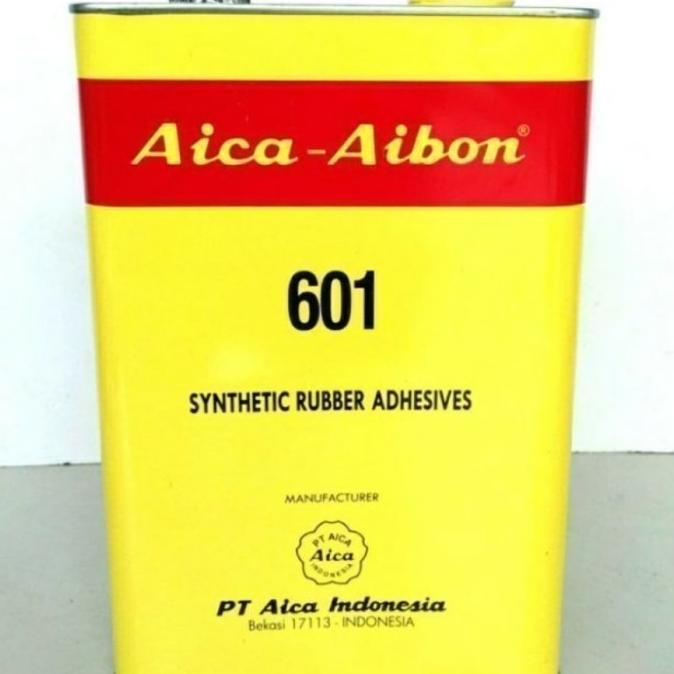 Aica-Aibon®
601
SYNTHETIC RUBBER ADHESIVES
MANUFACTURER
PT AICA
Aica
INDONESIA
PT Aica Indonesia
Bekasi 17113 - INDONESIA